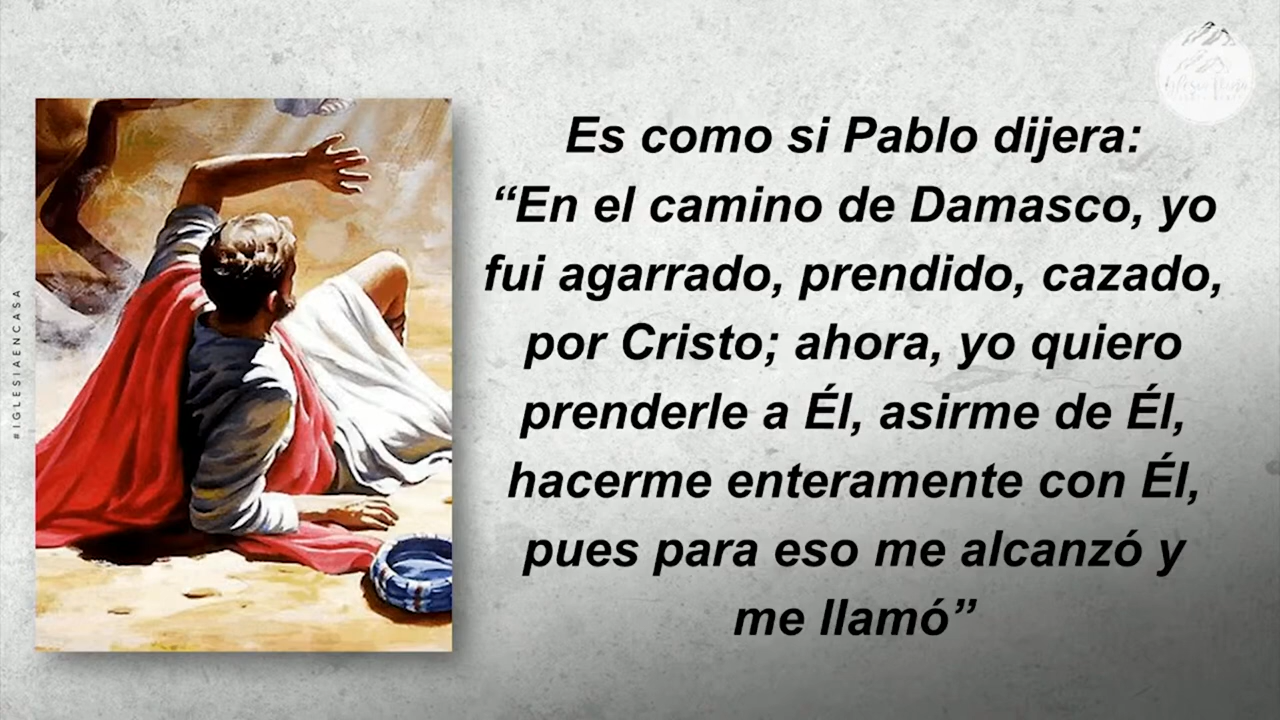 Es como si Pablo dijera:
“En el camino de Damasco, yo
fui agarrado, prendido, cazado,
por Cristo; ahora, yo quiero
prenderle a Él, asirme de Él,
hacerme enteramente con Él,
pues para eso me alcanzó y
me llamó”
#IGLESIAENCASA